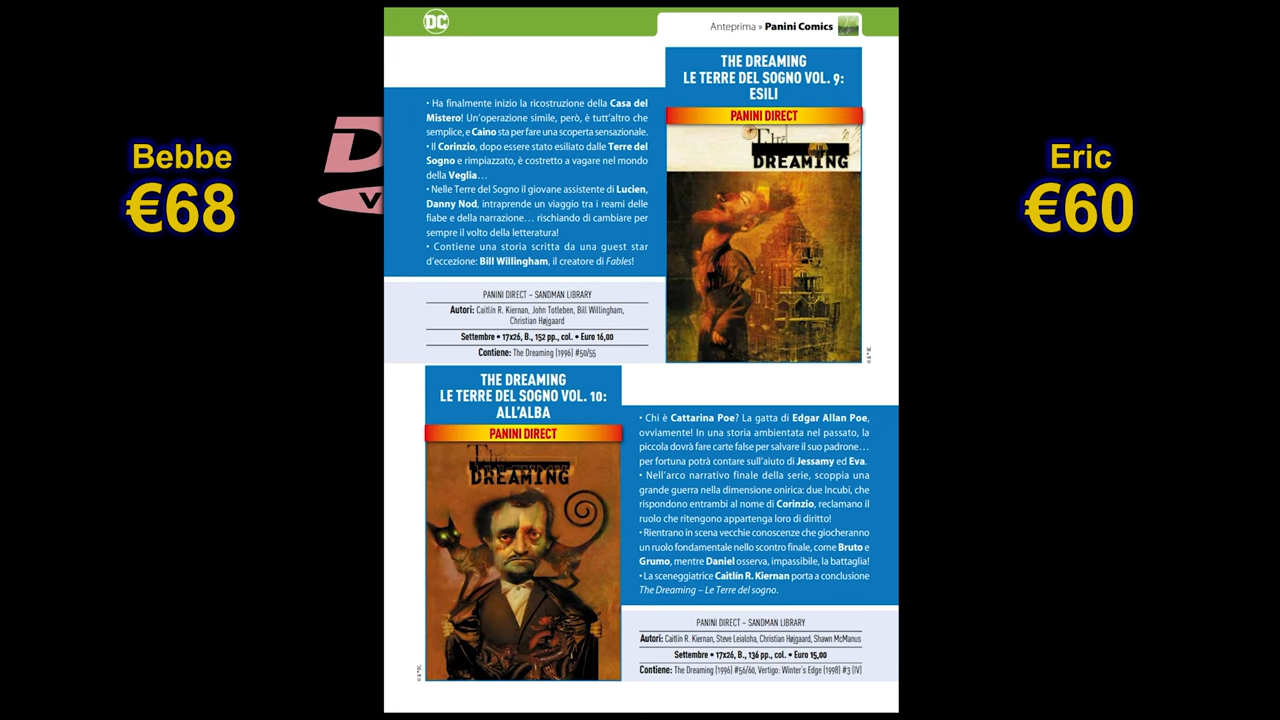 DC
Anteprima » Panini Comics
Bebbe
€68
D
V
Eric
€60
THE DREAMING
LE TERRE DEL SOGNO VOL. 9:
ESILI
PANINI DIRECT
The
DREAMING
• Ha finalmente inizio la ricostruzione della Casa del
Mistero! Un'operazione simile, però, è tutt'altro che
semplice, e Caino sta per fare una scoperta sensazionale.
• Il Corinzio, dopo essere stato esiliato dalle Terre del
Sogno e rimpiazzato, è costretto a vagare nel mondo
della Veglia…
• Nelle Terre del Sogno il giovane assistente di Lucien,
Danny Nod, intraprende un viaggio tra i reami delle
fiabe e della narrazione… rischiando di cambiare per
sempre il volto della letteratura!
• Contiene una storia scritta da una guest star
d'eccezione: Bill Willingham, il creatore di Fables!
PANINI DIRECT – SANDMAN LIBRARY
Autori: Caitlín R. Kiernan, John Totleben, Bill Willingham,
Christian Højgaard
Settembre • 17x26, B., 152 pp., col. • Euro 16,00
Contiene: The Dreaming (1996) #50/55
© & ™ DC
THE DREAMING
LE TERRE DEL SOGNO VOL. 10:
ALL'ALBA
PANINI DIRECT
The
DREAMING
• Chi è Cattarina Poe? La gatta di Edgar Allan Poe,
ovviamente! In una storia ambientata nel passato, la
piccola dovrà fare carte false per salvare il suo padrone…
per fortuna potrà contare sull'aiuto di Jessamy ed Eva.
• Nell'arco narrativo finale della serie, scoppia una
grande guerra nella dimensione onirica: due Incubi, che
rispondono entrambi al nome di Corinzio, reclamano il
ruolo che ritengono appartenga loro di diritto!
• Rientrano in scena vecchie conoscenze che giocheranno
un ruolo fondamentale nello scontro finale, come Bruto e
Grumo, mentre Daniel osserva, impassibile, la battaglia!
• La sceneggiatrice Caitlín R. Kiernan porta a conclusione
The Dreaming – Le Terre del sogno.
PANINI DIRECT – SANDMAN LIBRARY
Autori: Caitlín R. Kiernan, Steve Leialoha, Christian Højgaard, Shawn McManus
Settembre • 17x26, B., 136 pp., col. • Euro 15,00
Contiene: The Dreaming (1996) #56/60, Vertigo: Winter's Edge (1998) #3 (IV)
© & ™ DC